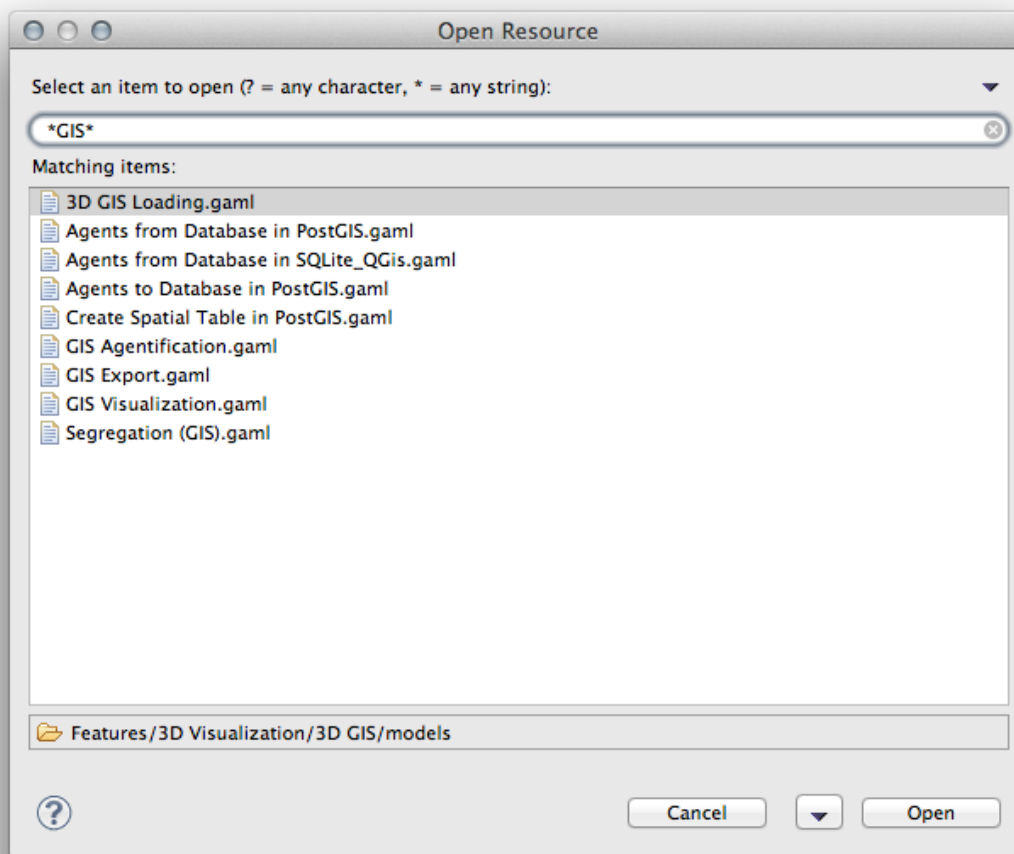 Open Resource
Select an item to open (? = any character, * = any string):
*GIS*
Matching items:
3D GIS Loading.gaml
Agents from Database in PostGIS.gaml
Agents from Database in SQLite_QGis.gaml
Agents to Database in PostGIS.gaml
Create Spatial Table in PostGIS.gaml
GIS Agentification.gaml
GIS Export.gaml
GIS Visualization.gaml
Segregation (GIS).gaml
Features/3D Visualization/3D GIS/models
? Cancel Open